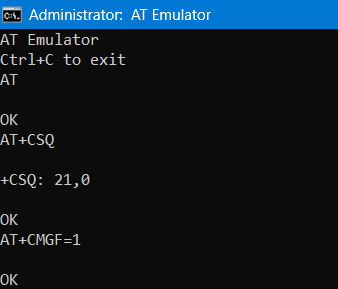 C:\. Administrator: AT Emulator
AT Emulator
Ctrl+C to exit
AT
OK
AT+CSQ
+CSQ: 21,0
OK
AT+CMGF=1
OK